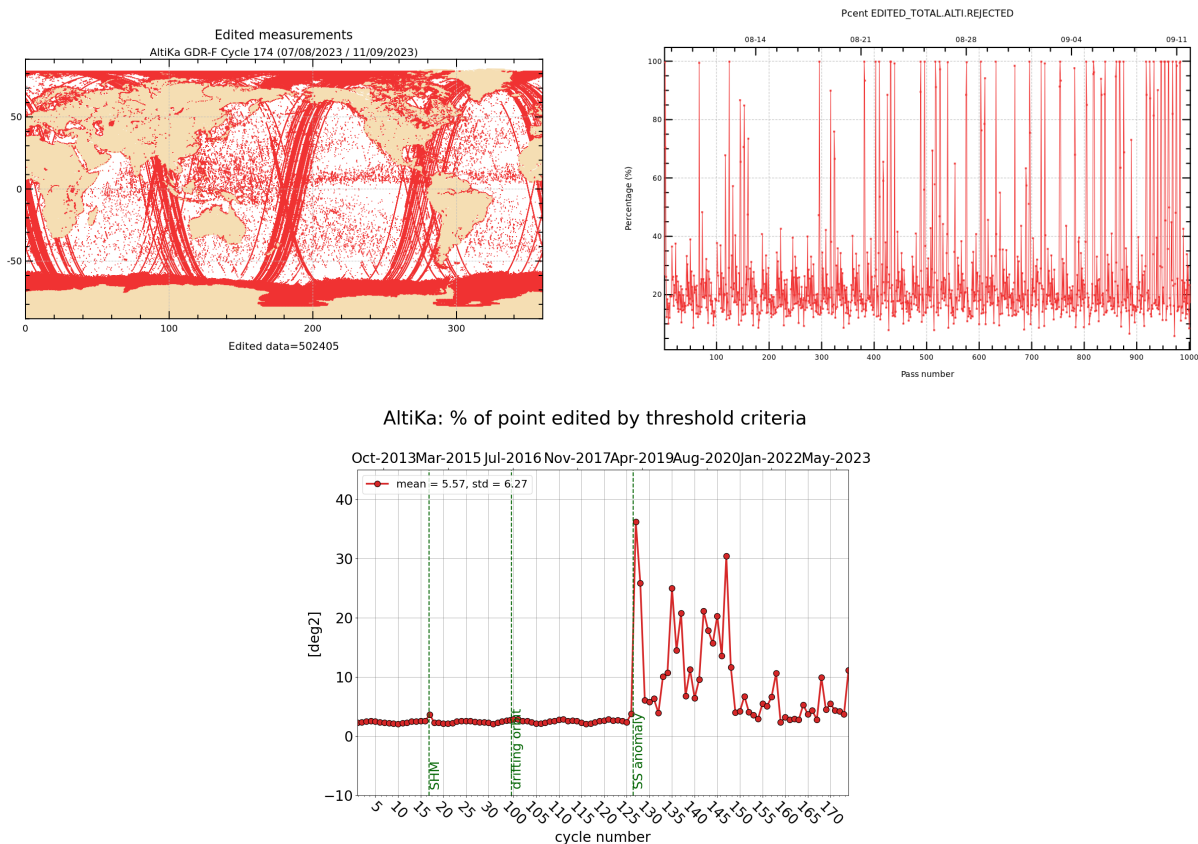 Edited measurements
AltiKa GDR-F Cycle 174 (07/08/2023 / 11/09/2023)
50
0
-50
0 100 200 300
Edited data=502405
Pcent EDITED_TOTAL.ALTI.REJECTED
08-14 08-21 08-28 09-04 09-11
100
80
60
40
20
Percentage (%)
100 200 300 400 500 600 700 800 900 1000
Pass number
AltiKa: % of point edited by threshold criteria
Oct-2013 Mar-2015 Jul-2016 Nov-2017 Apr-2019 Aug-2020 Jan-2022 May-2023
mean = 5.57, std = 6.27
40
30
20
10
0
−10
[deg2]
SHM
drifting orbit
SS anomaly
5 10 15 20 25 30 100 105 110 115 120 125 130 135 140 145 150 155 160 165 170
cycle number